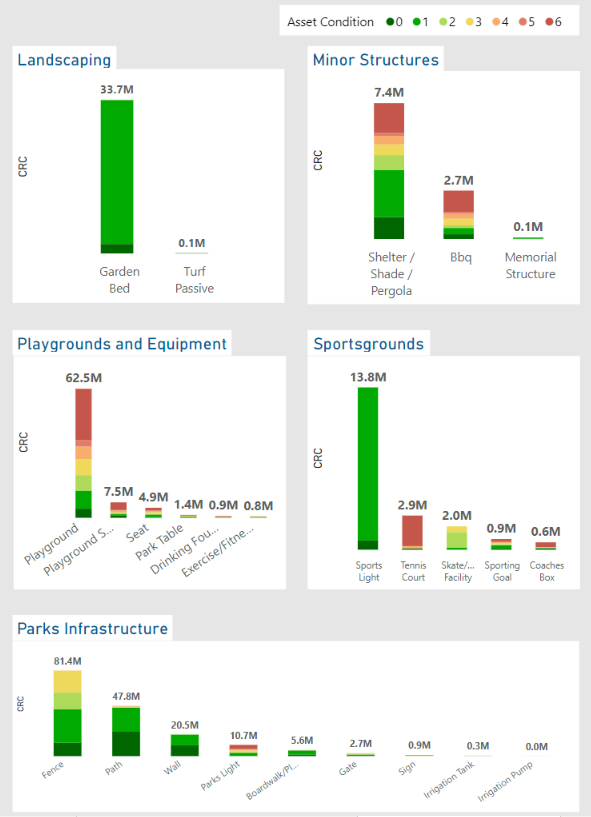 Asset Condition 0 1 2 3 4 5 6
Landscaping
CRC
33.7M
0.1M
Garden
Bed
Turf
Passive
Minor Structures
CRC
7.4M
2.7M
0.1M
Shelter /
Shade /
Pergola
Bbq
Memorial
Structure
Playgrounds and Equipment
CRC
62.5M
7.5M
4.9M
1.4M
0.9M
0.8M
Playground
Playground S...
Seat
Park Table
Drinking Fou...
Exercise/Fitne...
Sportsgrounds
CRC
13.8M
2.9M
2.0M
0.9M
0.6M
Sports
Light
Tennis
Court
Skate/...
Facility
Sporting
Goal
Coaches
Box
Parks Infrastructure
CRC
81.4M
47.8M
20.5M
10.7M
5.6M
2.7M
0.9M
0.3M
0.0M
Fence
Path
Wall
Parks Light
Boardwalk/Pl...
Gate
Sign
Irrigation Tank
Irrigation Pump